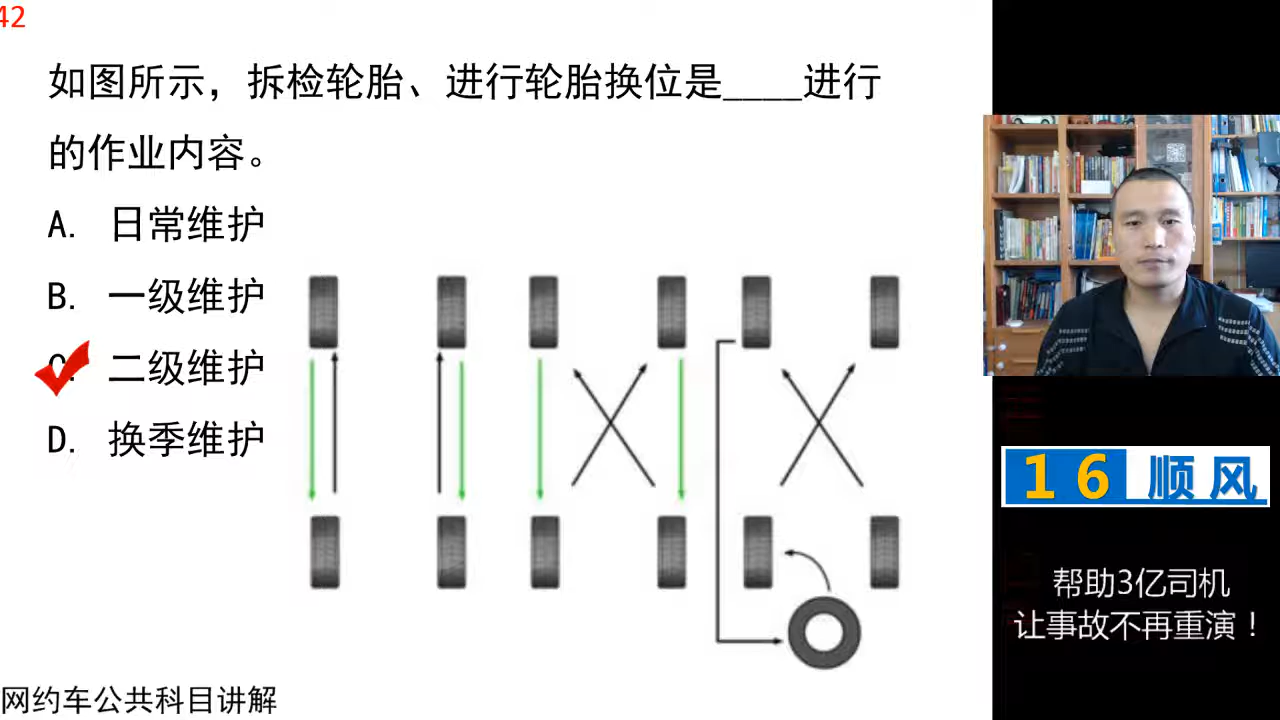 42
如图所示，拆检轮胎、进行轮胎换位是____进行
的作业内容。
A. 日常维护
B. 一级维护
C. 二级维护
D. 换季维护
16 顺风
帮助3亿司机
让事故不再重演！
网约车公共科目讲解